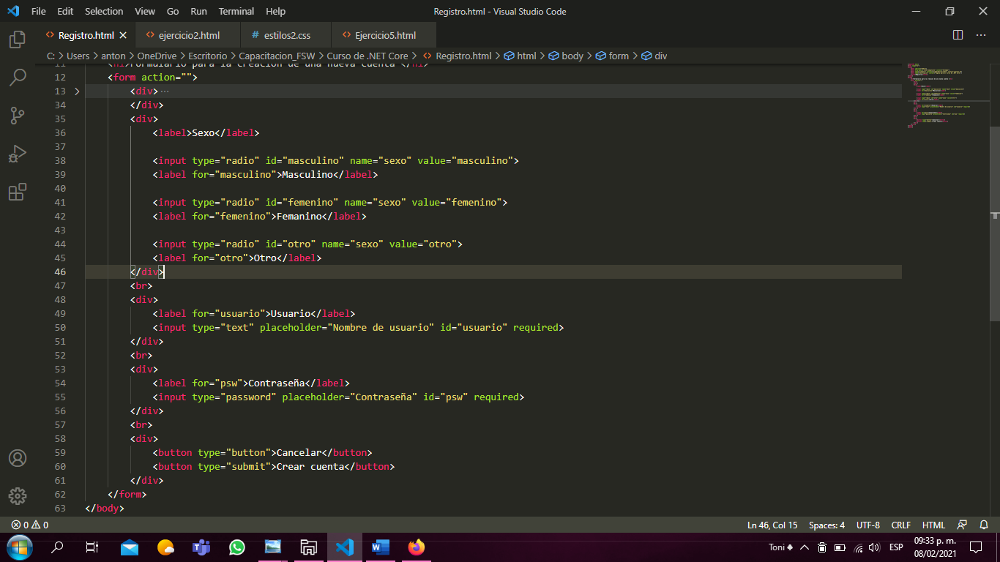 File Edit Selection View Go Run Terminal Help Registro.html - Visual Studio Code
Registro.html ejercicio2.html # estilos2.css Ejercicio5.html
C: > Users > anton > OneDrive > Escritorio > Capacitacion_FSW > Curso de .NET Core > Registro.html > html > body > form > div
11 <h1>Formulario para la creación de una nueva cuenta </h1>
12 <form action="">
13 <div> ...
34 </div>
35 <div>
36 <label>Sexo</label>
37
38 <input type="radio" id="masculino" name="sexo" value="masculino">
39 <label for="masculino">Masculino</label>
40
41 <input type="radio" id="femenino" name="sexo" value="femenino">
42 <label for="femenino">Femanino</label>
43
44 <input type="radio" id="otro" name="sexo" value="otro">
45 <label for="otro">Otro</label>
46 </div>
47 <br>
48 <div>
49 <label for="usuario">Usuario</label>
50 <input type="text" placeholder="Nombre de usuario" id="usuario" required>
51 </div>
52 <br>
53 <div>
54 <label for="psw">Contraseña</label>
55 <input type="password" placeholder="Contraseña" id="psw" required>
56 </div>
57 <br>
58 <div>
59 <button type="button">Cancelar</button>
60 <button type="submit">Crear cuenta</button>
61 </div>
62 </form>
63 </body>
0 0 Ln 46, Col 15 Spaces: 4 UTF-8 CRLF HTML
Toni ♣ ESP 09:33 p. m.
08/02/2021